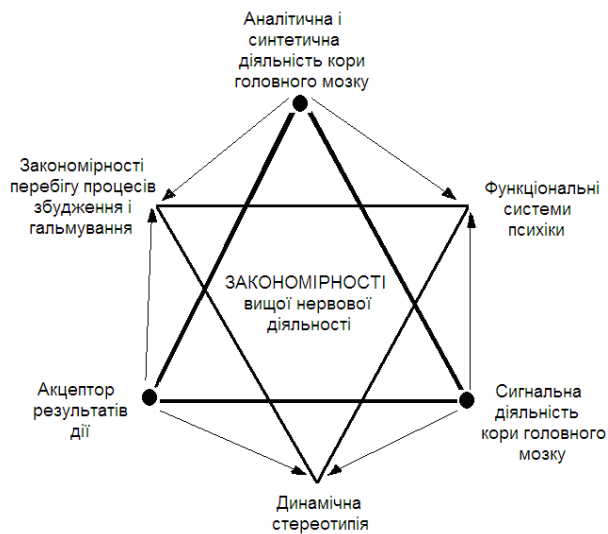 Аналітична і
синтетична
діяльність кори
головного мозку
Закономірності
перебігу процесів
збудження і
гальмування
Функціональні
системи
психіки
ЗАКОНОМІРНОСТІ
вищої нервової
діяльності
Акцептор
результатів
дії
Сигнальна
діяльність
кори головного
мозку
Динамічна
стереотипія